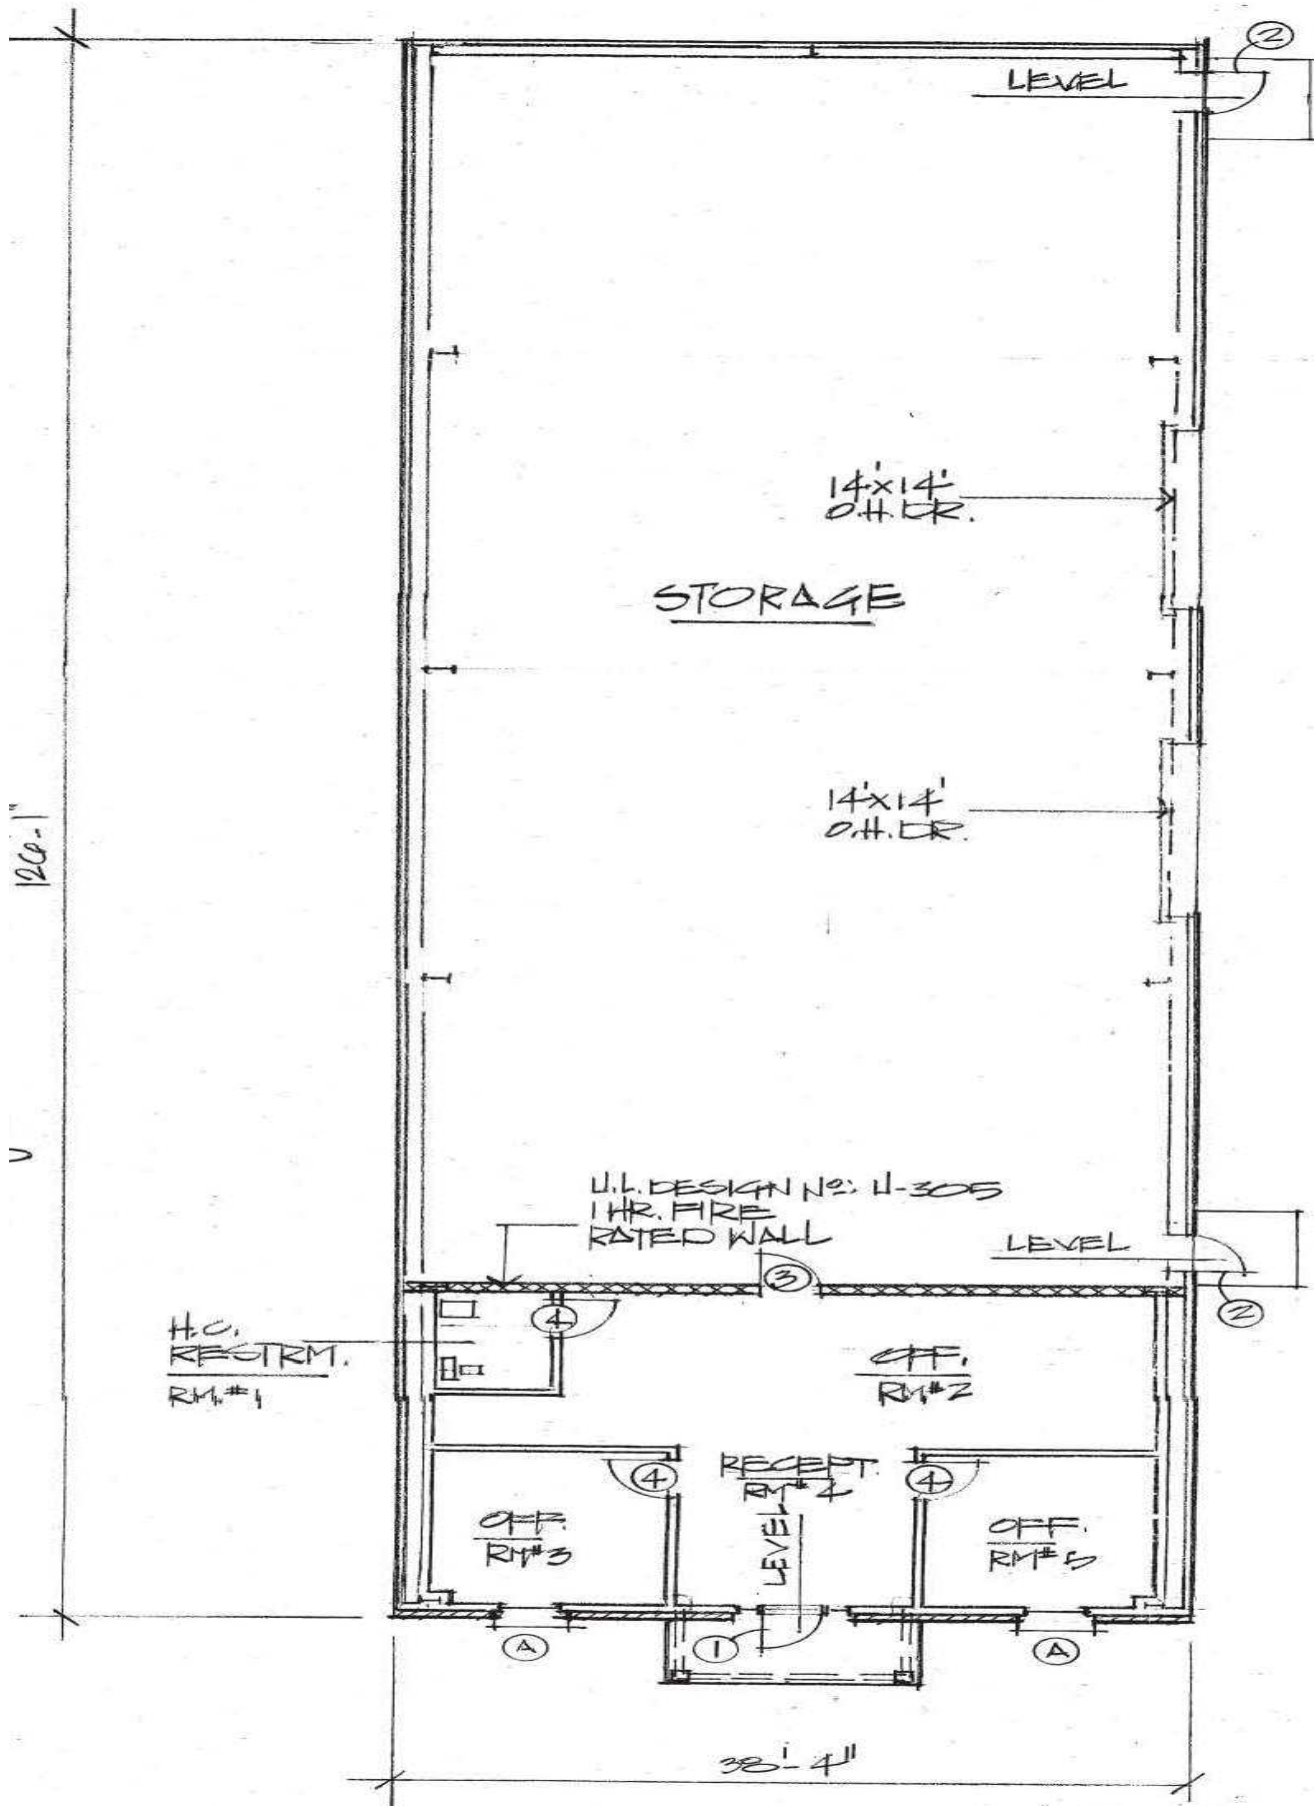 2
LEVEL
14'x14'
O.H. DR.
STORAGE
14'x14'
O.H. DR.
U.L. DESIGN No: U-305
1 HR. FIRE
RATED WALL
LEVEL
3
2
4
H.C.
RESTRM.
RM.#1
OFF.
RM#2
4
RECEPT.
RM#4
4
OFF.
RM#3
LEVEL
OFF.
RM#5
A
1
A
38'-4"